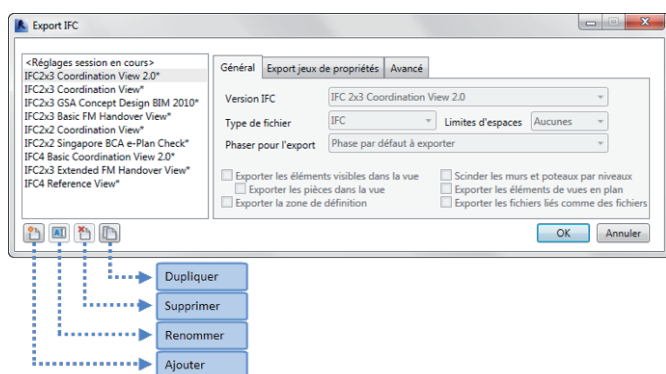 Export IFC
<Réglages session en cours>
IFC2x3 Coordination View 2.0*
IFC2x3 Coordination View*
IFC2x3 GSA Concept Design BIM 2010*
IFC2x3 Basic FM Handover View*
IFC2x2 Coordination View*
IFC2x2 Singapore BCA e-Plan Check*
IFC4 Basic Coordination View 2.0*
IFC2x3 Extended FM Handover View*
IFC4 Reference View*
Général Export jeux de propriétés Avancé
Version IFC IFC 2x3 Coordination View 2.0
Type de fichier IFC Limites d'espaces Aucunes
Phaser pour l'export Phase par défaut à exporter
Exporter les éléments visibles dans la vue Scinder les murs et poteaux par niveaux
Exporter les pièces dans la vue Exporter les éléments de vues en plan
Exporter la zone de définition Exporter les fichiers liés comme des fichiers
OK Annuler
Dupliquer
Supprimer
Renommer
Ajouter